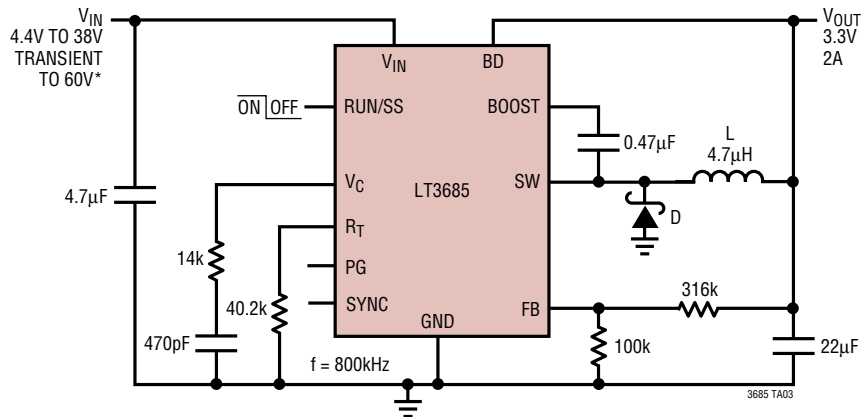 VIN
4.4V TO 38V
TRANSIENT
TO 60V*
VOUT
3.3V
2A
VIN
BD
ON OFF
RUN/SS
BOOST
0.47µF
L
4.7µH
4.7µF
VC
LT3685
SW
D
RT
14k
PG
40.2k
SYNC
316k
FB
GND
470pF
f = 800kHz
100k
22µF
3685 TA03